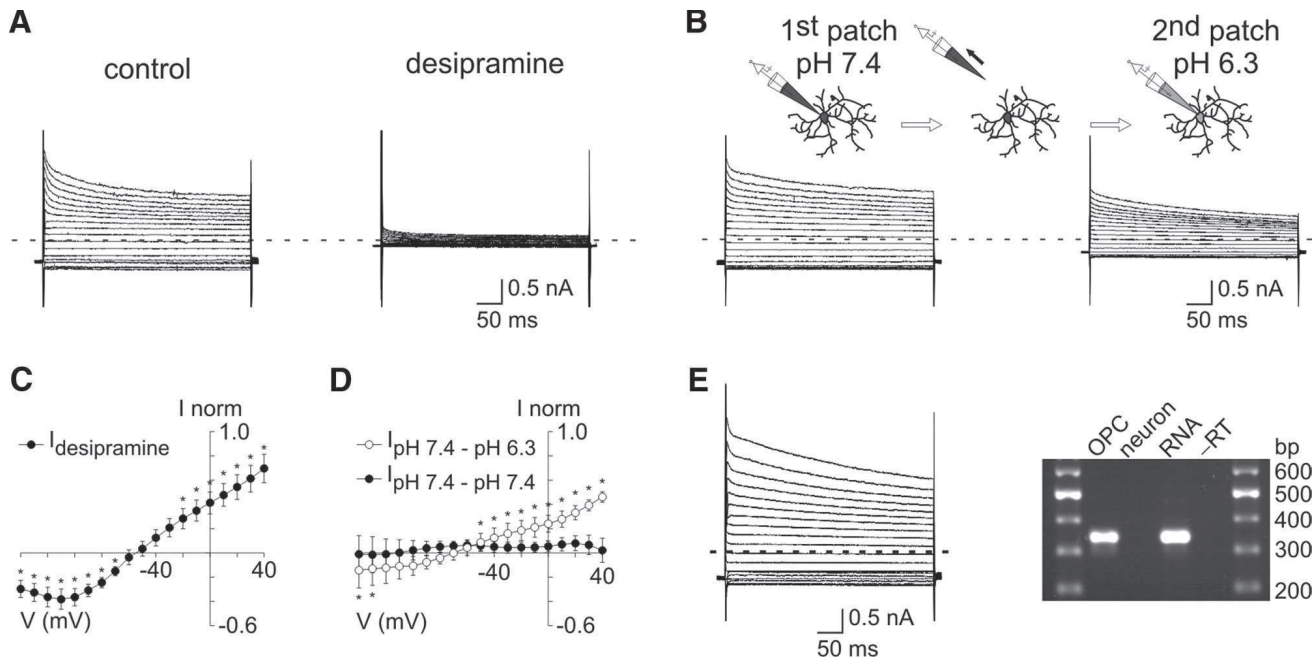 A
control
desipramine
0.5 nA
50 ms
B
1st patch
pH 7.4
2nd patch
pH 6.3
0.5 nA
50 ms
C
I norm
1.0
Idesipramine
* * * * * * * * * * * * * * *
-40
40
V (mV)
-0.6
D
I norm
1.0
IpH 7.4 - pH 6.3
IpH 7.4 - pH 7.4
* * * * * * * * * *
-40
40
* *
V (mV)
-0.6
E
0.5 nA
50 ms
OPC
neuron
RNA
–RT
bp
600
500
400
300
200